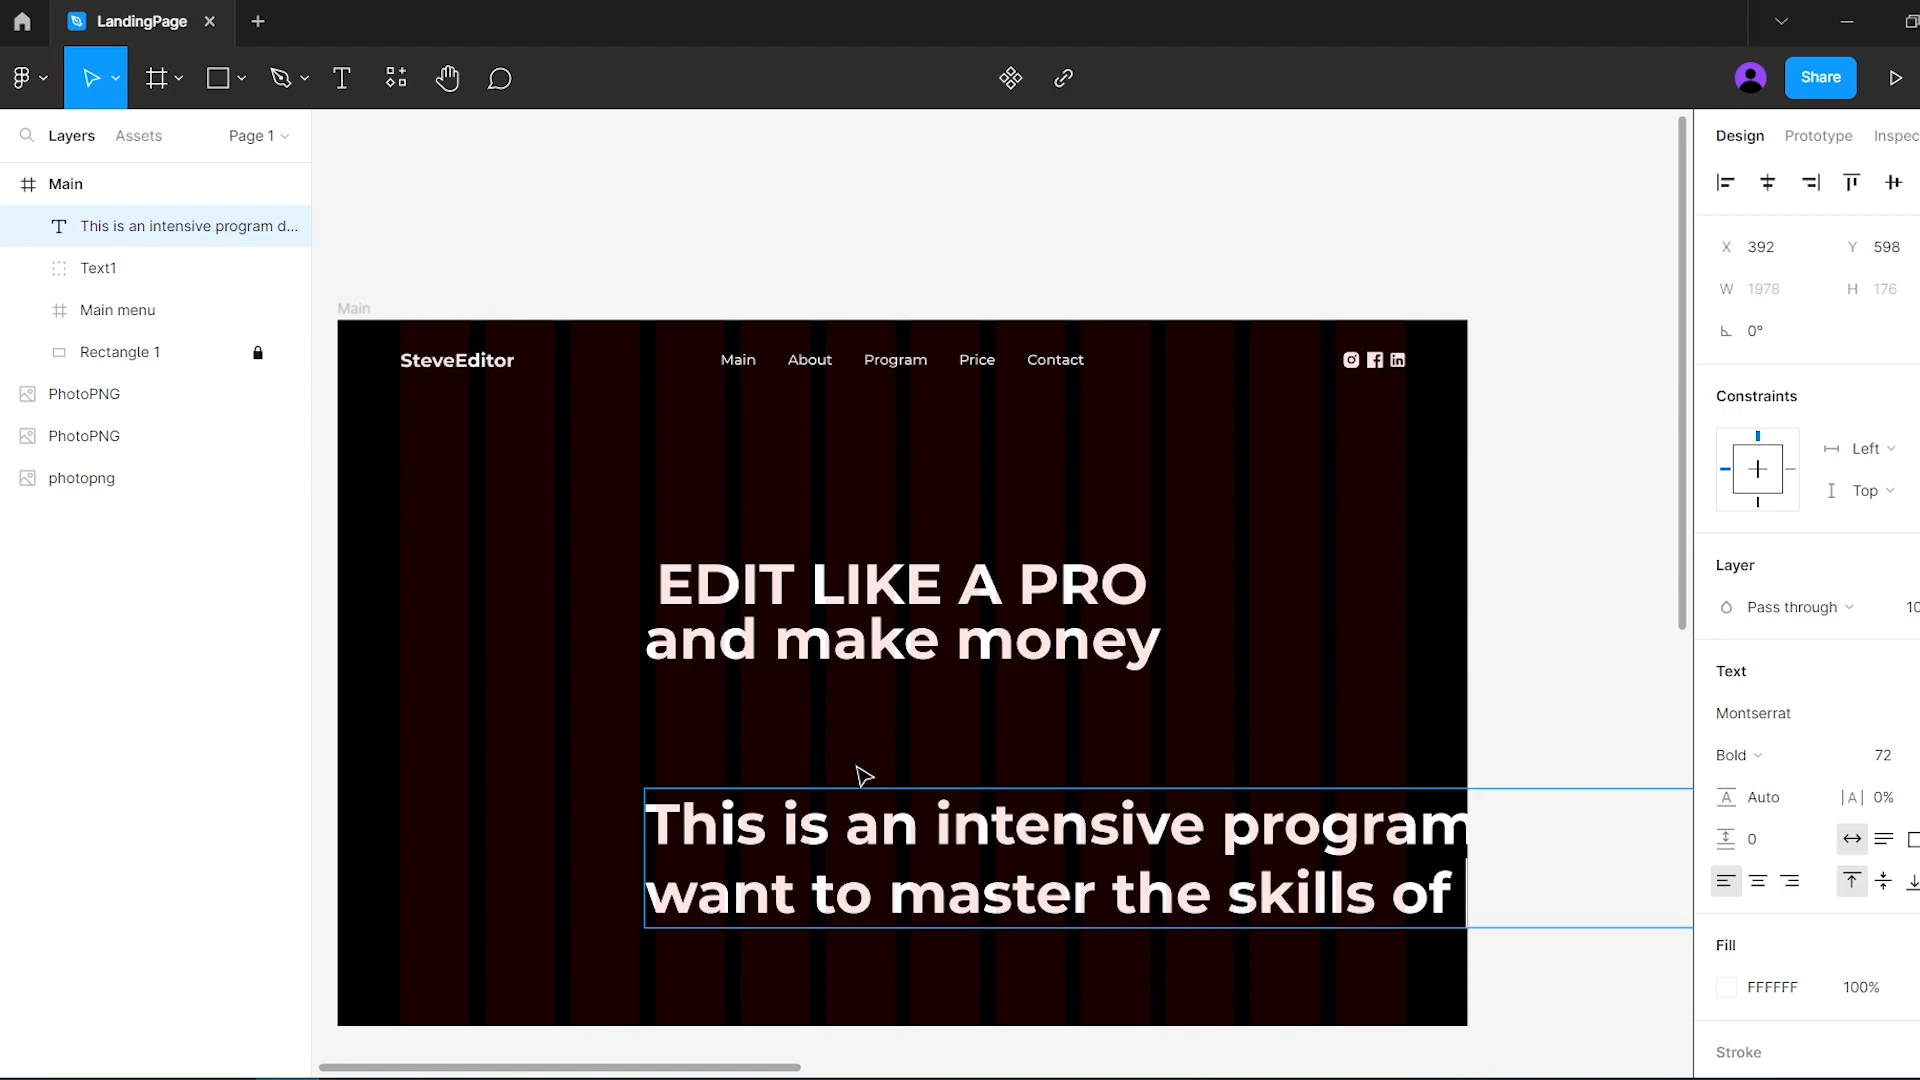 LandingPage
Share
Layers Assets Page 1
Main
This is an intensive program d...
Text1
Main menu
Rectangle 1
PhotoPNG
PhotoPNG
photopng
Main
SteveEditor Main About Program Price Contact
EDIT LIKE A PRO
and make money
This is an intensive program
want to master the skills of
Design Prototype Inspec
X 392 Y 598
W 1978 H 176
0°
Constraints
Left
Top
Layer
Pass through 10
Text
Montserrat
Bold 72
Auto |A| 0%
0
Fill
FFFFFF 100%
Stroke